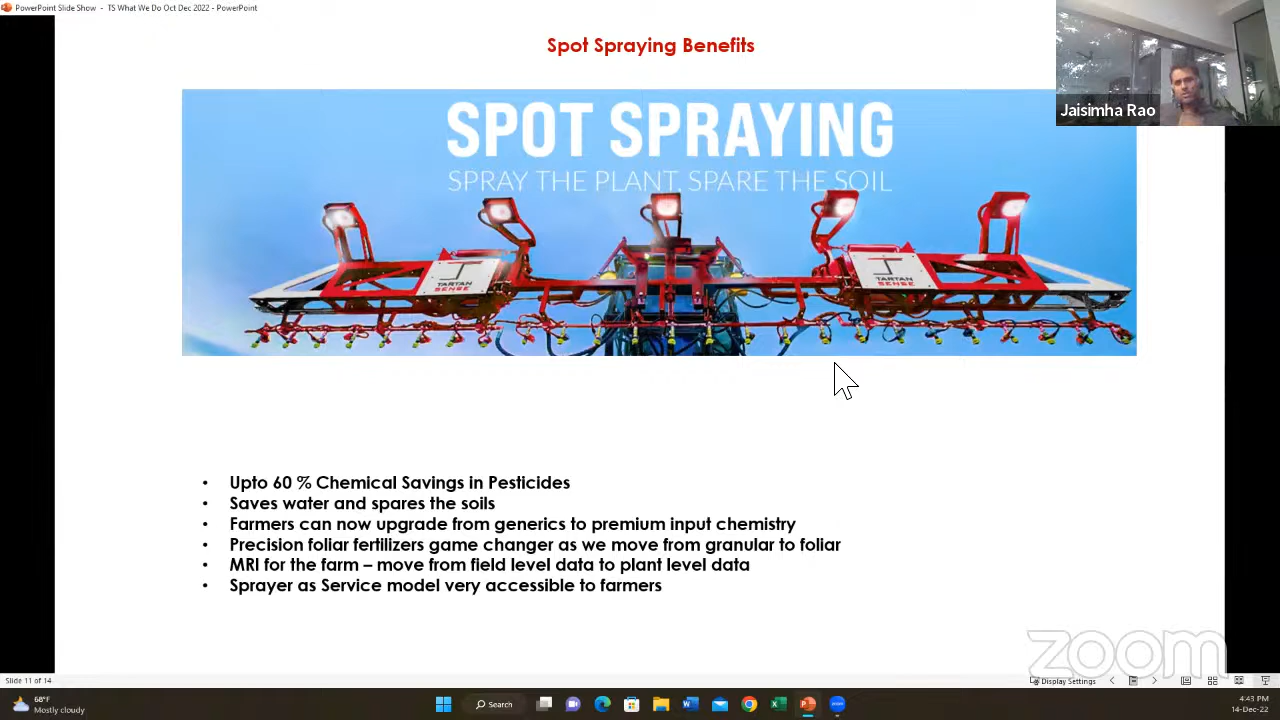 PowerPoint Slide Show - TS What We Do Oct Dec 2022 - PowerPoint
Spot Spraying Benefits
Jaisimha Rao
SPOT SPRAYING
SPRAY THE PLANT. SPARE THE SOIL
TARTAN
SENSE
TARTAN
SENSE
• Upto 60 % Chemical Savings in Pesticides
• Saves water and spares the soils
• Farmers can now upgrade from generics to premium input chemistry
• Precision foliar fertilizers game changer as we move from granular to foliar
• MRI for the farm – move from field level data to plant level data
• Sprayer as Service model very accessible to farmers
zoom
Slide 11 of 14
Display Settings
68°F
Mostly cloudy
Search
4:43 PM
14-Dec-22